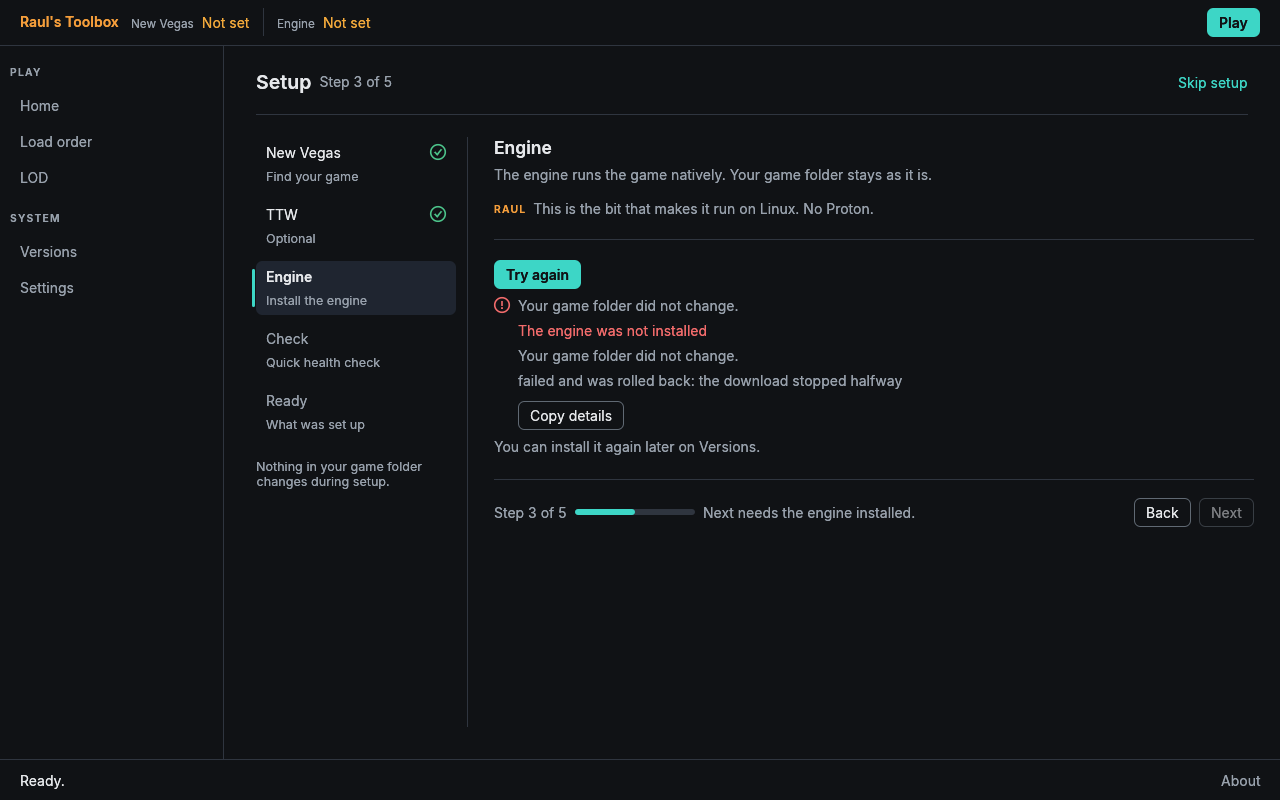 Raul's Toolbox New Vegas Not set Engine Not set Play
PLAY
Home
Load order
LOD
SYSTEM
Versions
Settings
Setup Step 3 of 5 Skip setup
New Vegas
Find your game
TTW
Optional
Engine
Install the engine
Check
Quick health check
Ready
What was set up
Nothing in your game folder
changes during setup.
Engine
The engine runs the game natively. Your game folder stays as it is.
RAUL This is the bit that makes it run on Linux. No Proton.
Try again
Your game folder did not change.
The engine was not installed
Your game folder did not change.
failed and was rolled back: the download stopped halfway
Copy details
You can install it again later on Versions.
Step 3 of 5 Next needs the engine installed. Back Next
Ready. About